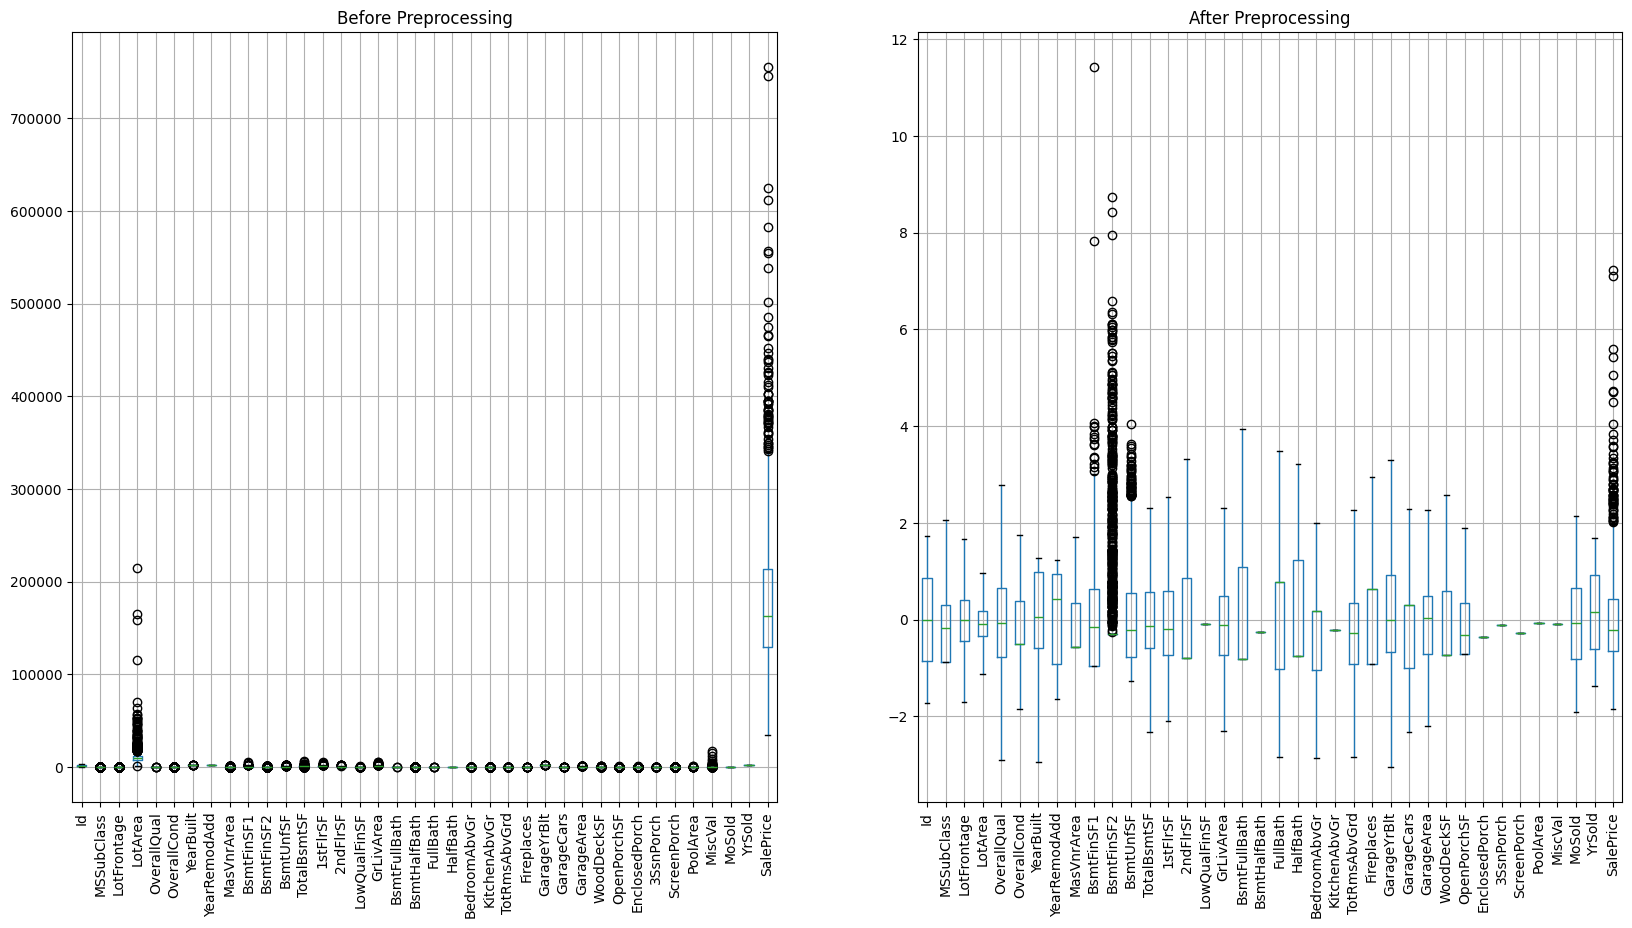 Before Preprocessing
700000
600000
500000
400000
300000
200000
100000
0
Id
MSSubClass
LotFrontage
LotArea
OverallQual
OverallCond
YearBuilt
YearRemodAdd
MasVnrArea
BsmtFinSF1
BsmtFinSF2
BsmtUnfSF
TotalBsmtSF
1stFlrSF
2ndFlrSF
LowQualFinSF
GrLivArea
BsmtFullBath
BsmtHalfBath
FullBath
HalfBath
BedroomAbvGr
KitchenAbvGr
TotRmsAbvGrd
Fireplaces
GarageYrBlt
GarageCars
GarageArea
WoodDeckSF
OpenPorchSF
EnclosedPorch
3SsnPorch
ScreenPorch
PoolArea
MiscVal
MoSold
YrSold
SalePrice
After Preprocessing
12
10
8
6
4
2
0
−2
Id
MSSubClass
LotFrontage
LotArea
OverallQual
OverallCond
YearBuilt
YearRemodAdd
MasVnrArea
BsmtFinSF1
BsmtFinSF2
BsmtUnfSF
TotalBsmtSF
1stFlrSF
2ndFlrSF
LowQualFinSF
GrLivArea
BsmtFullBath
BsmtHalfBath
FullBath
HalfBath
BedroomAbvGr
KitchenAbvGr
TotRmsAbvGrd
Fireplaces
GarageYrBlt
GarageCars
GarageArea
WoodDeckSF
OpenPorchSF
EnclosedPorch
3SsnPorch
ScreenPorch
PoolArea
MiscVal
MoSold
YrSold
SalePrice